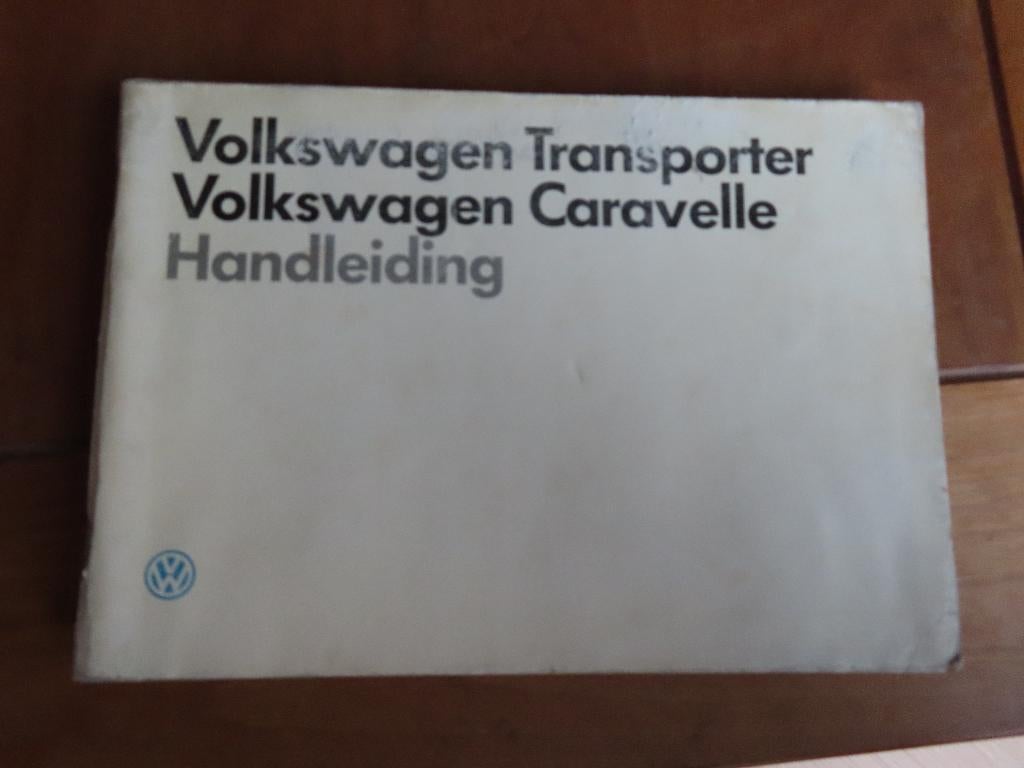 Volkswagen Transporter
Volkswagen Caravelle
Handleiding